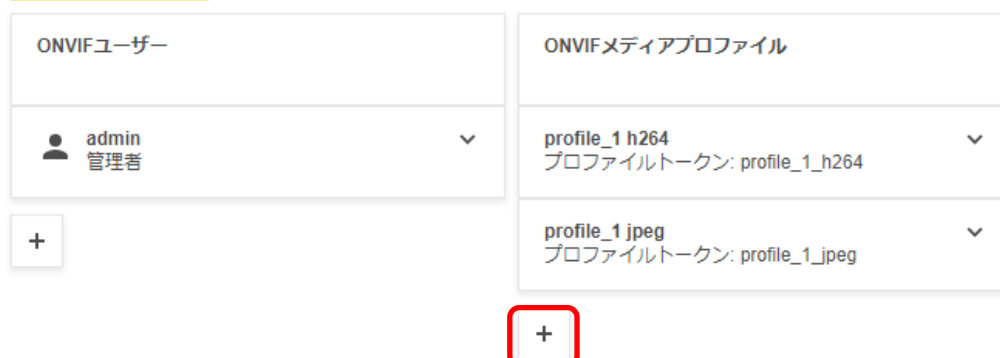 ONVIFユーザー
admin
管理者
+
ONVIFメディアプロファイル
profile_1 h264
プロファイルトークン: profile_1_h264
profile_1 jpeg
プロファイルトークン: profile_1_jpeg
+